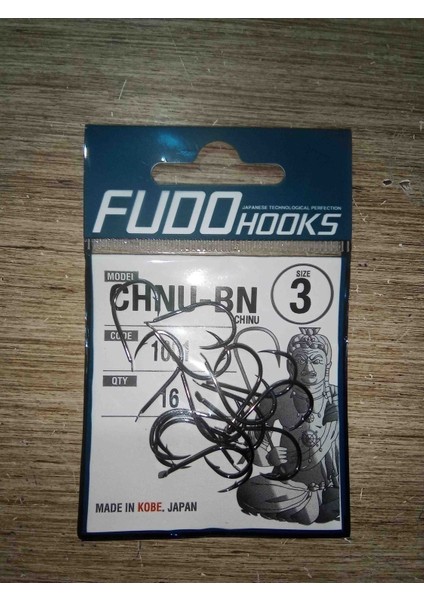 FUDO HOOKS
JAPANESE TECHNOLOGICAL PERFECTION
MODEL
CHNU-BN
CHINU
SIZE
3
CODE
QTY
16
MADE IN KOBE, JAPAN